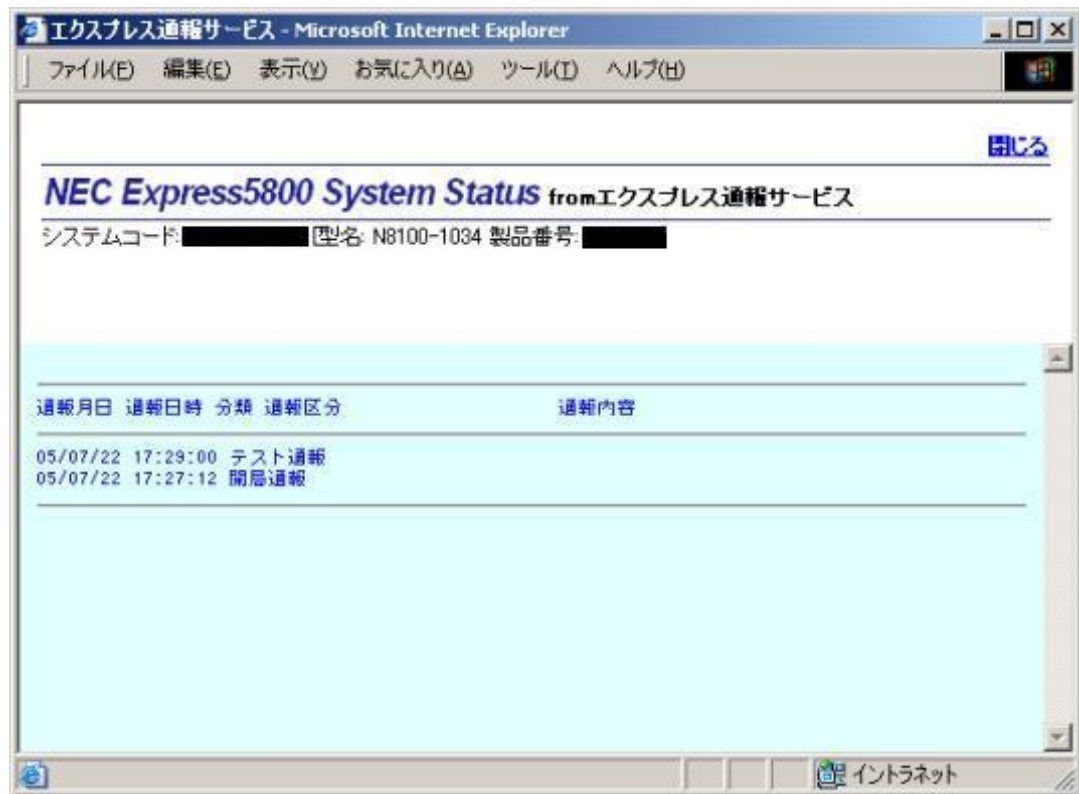 エクスプレス通報サービス - Microsoft Internet Explorer
ファイル(F) 編集(E) 表示(V) お気に入り(A) ツール(T) ヘルプ(H)
閉じる
NEC Express5800 System Status fromエクスプレス通報サービス
システムコード: 型名: N8100-1034 製品番号:
通報月日 通報日時 分類 通報区分 通報内容
05/07/22 17:29:00 テスト通報
05/07/22 17:27:12 開局通報
イントラネット